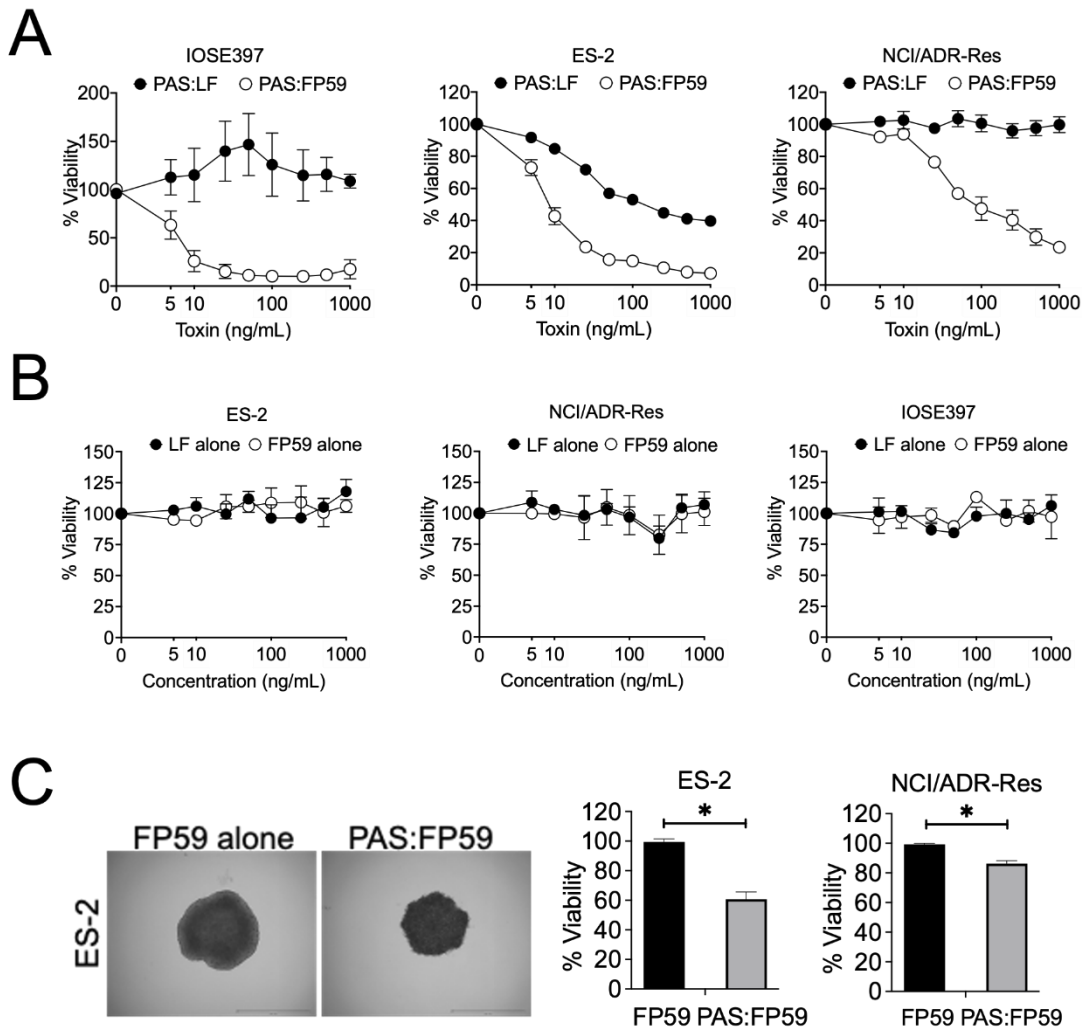 A
IOSE397
PAS:LF PAS:FP59
% Viability
200
150
100
50
0
0 5 10 100 1000
Toxin (ng/mL)
ES-2
PAS:LF PAS:FP59
% Viability
120
100
80
60
40
20
0
0 5 10 100 1000
Toxin (ng/mL)
NCI/ADR-Res
PAS:LF PAS:FP59
% Viability
120
100
80
60
40
20
0
0 5 10 100 1000
Toxin (ng/mL)
B
ES-2
LF alone FP59 alone
% Viability
150
125
100
75
50
25
0
0 5 10 100 1000
Concentration (ng/mL)
NCI/ADR-Res
LF alone FP59 alone
% Viability
150
125
100
75
50
25
0
0 5 10 100 1000
Concentration (ng/mL)
IOSE397
LF alone FP59 alone
% Viability
150
125
100
75
50
25
0
0 5 10 100 1000
Concentration (ng/mL)
C
FP59 alone PAS:FP59
ES-2
ES-2
% Viability
120
100
80
60
40
20
0
*
FP59 PAS:FP59
NCI/ADR-Res
% Viability
120
100
80
60
40
20
0
*
FP59 PAS:FP59